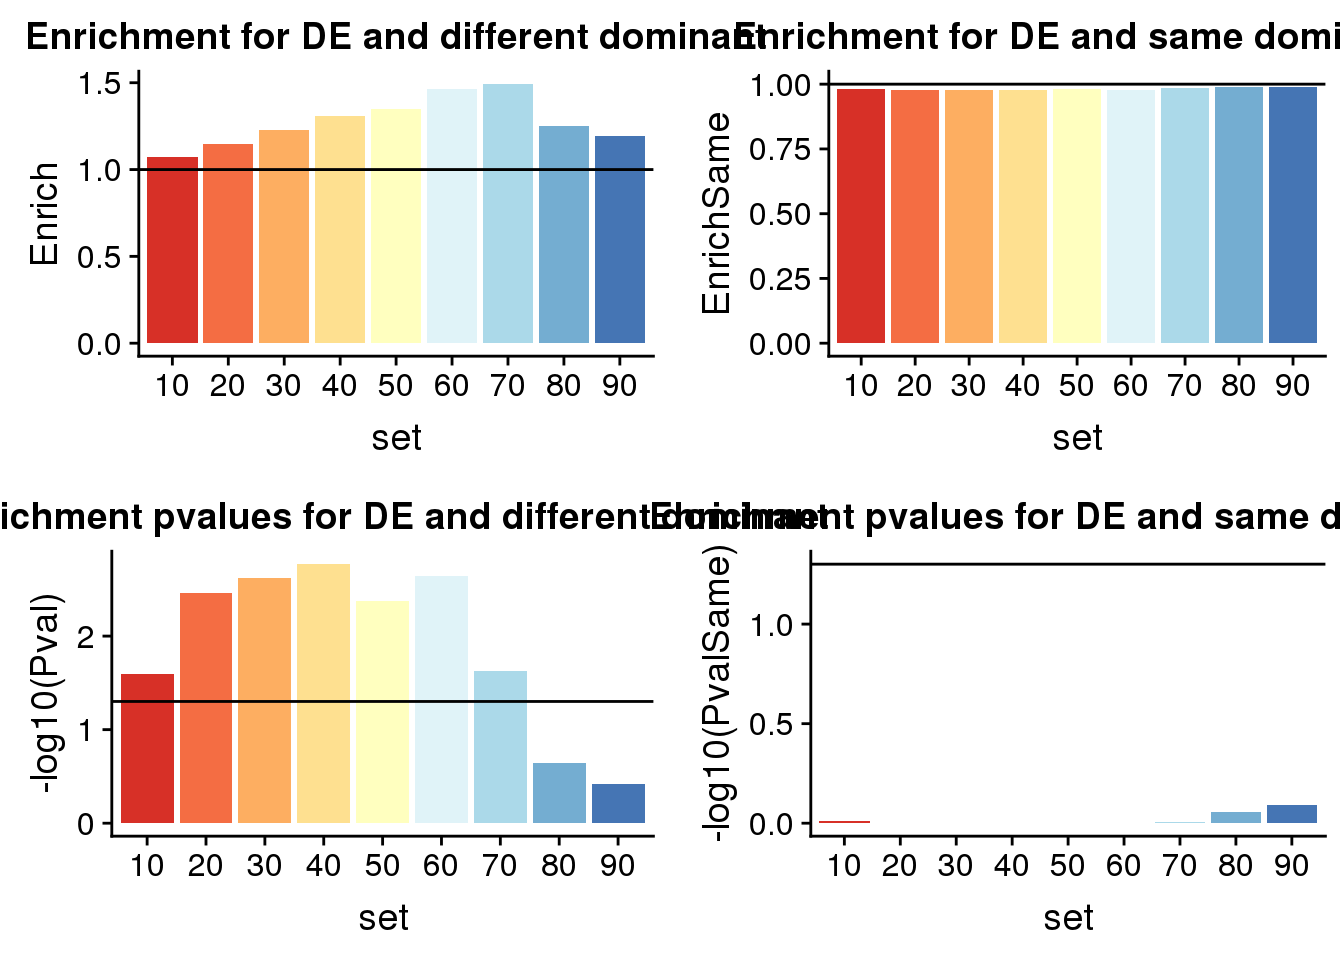 Enrichment for DE and different dominant
1.5
1.0
0.5
0.0
Enrich
10 20 30 40 50 60 70 80 90
set
Enrichment for DE and same domi
1.00
0.75
0.50
0.25
0.00
EnrichSame
10 20 30 40 50 60 70 80 90
set
ichment pvalues for DE and different dominant
2
1
0
-log10(Pval)
10 20 30 40 50 60 70 80 90
set
Enrichment pvalues for DE and same d
1.0
0.5
0.0
-log10(PvalSame)
10 20 30 40 50 60 70 80 90
set